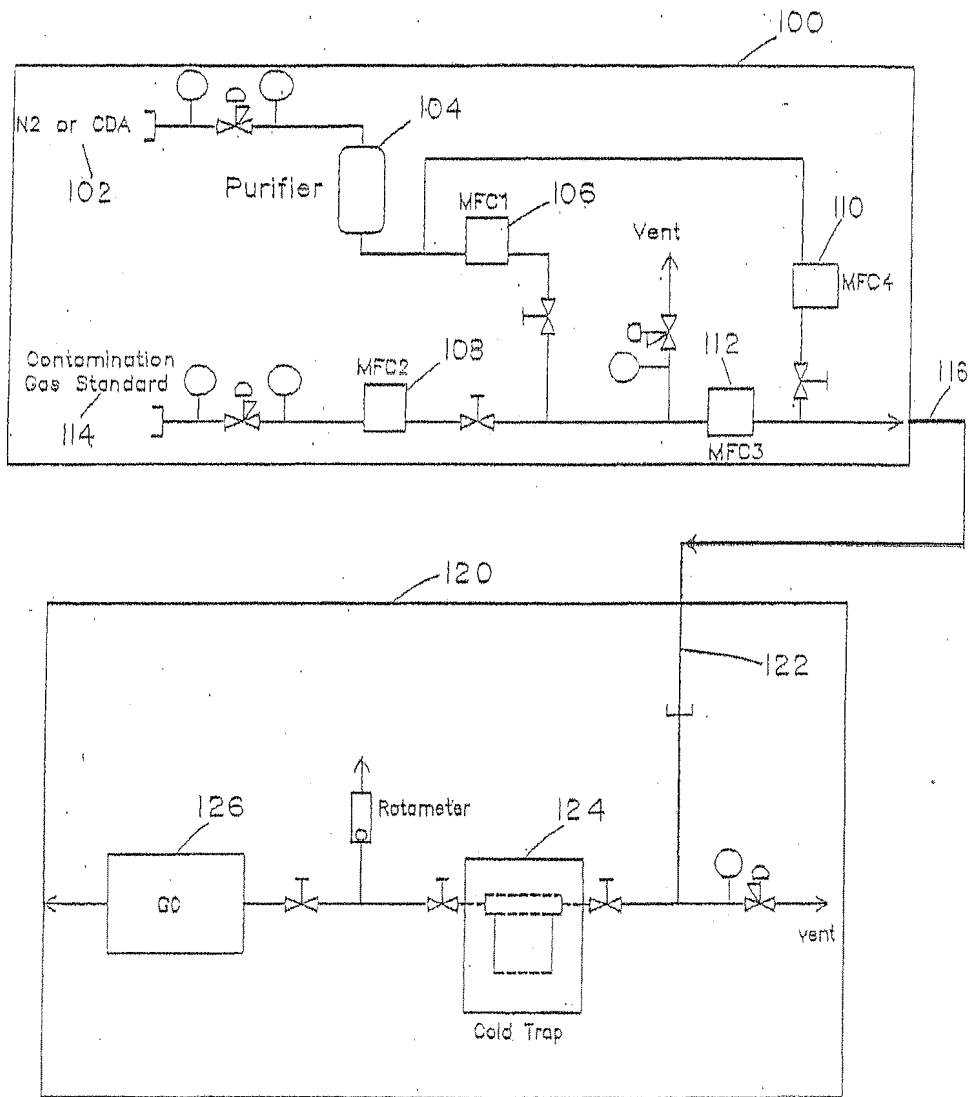 100
N2 or CDA
102
104
Purifier
MFC1
106
Vent
110
MFC4
Contamination
Gas Standard
114
MFC2
108
112
MFC3
116
120
122
Rotameter
126
GC
124
Cold Trap
vent